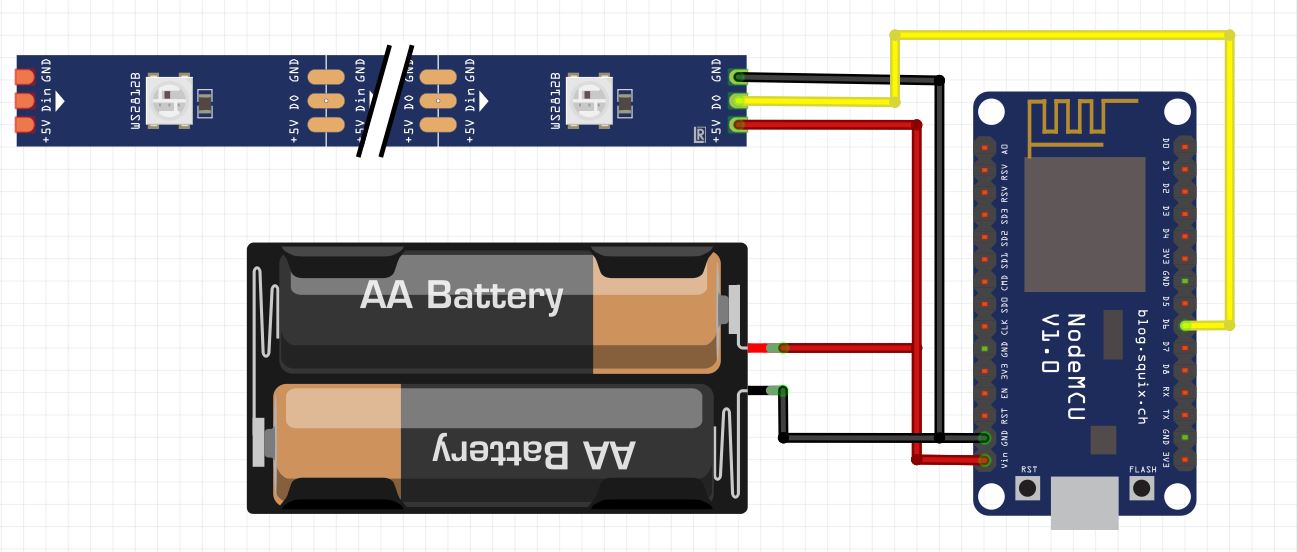 FLASH
RST
3V3
GND
TX
RX
D8
D7
D6
D5
GND
3V3
D4
D3
D2
D1
D0
blog.squix.ch
NodeMCU
V1.0
Vin
GND
RST
EN
3V3
GND
CLK
SD0
CMD
SD1
SD2
SD3
RSV
RSV
A0
AA Battery
AA Battery
+5V
DO
GND
WS2812B
+5V
Din
GND
+5V
DO
GND
+5V
Din
GND
+5V
DO
GND
WS2812B
+5V
Din
GND